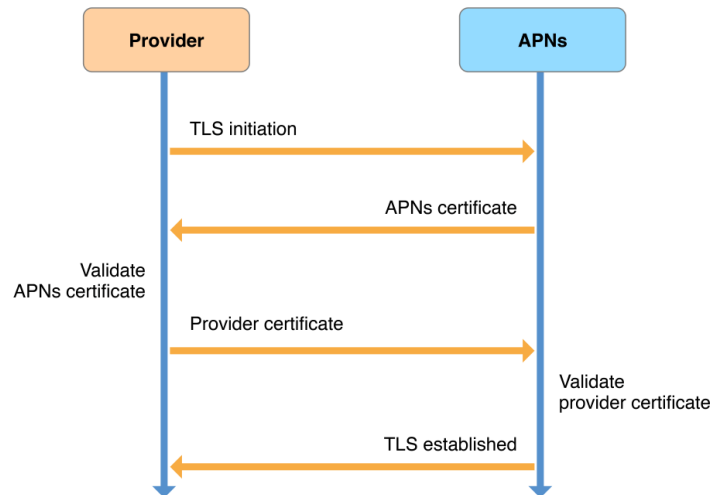 Provider
APNs
TLS initiation
APNs certificate
Validate
APNs certificate
Provider certificate
Validate
provider certificate
TLS established